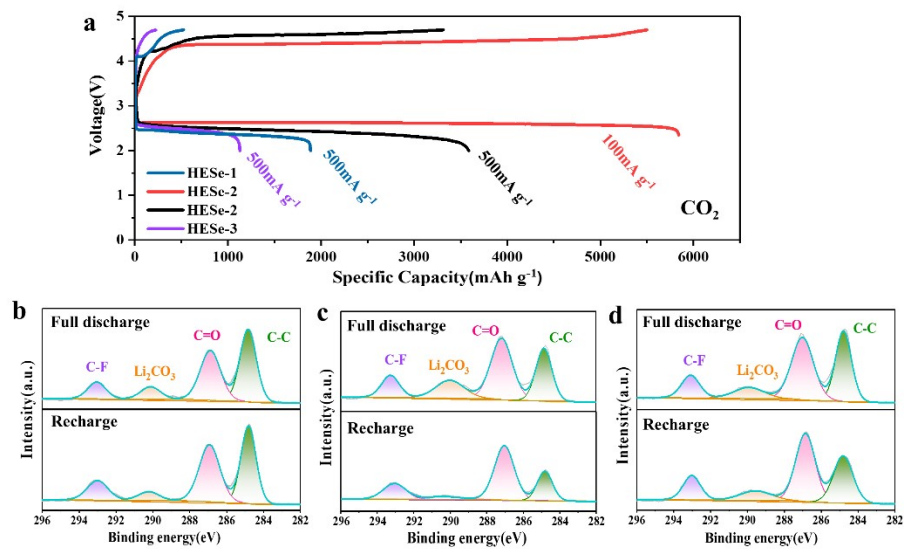 a
5
4
3
2
1
0
Voltage(V)
HESe-1
HESe-2
HESe-2
HESe-3
500mA g⁻¹
500mA g⁻¹
500mA g⁻¹
100mA g⁻¹
CO₂
0 1000 2000 3000 4000 5000 6000
Specific Capacity(mAh g⁻¹)
b
Full discharge
C-F
Li₂CO₃
C=O
C-C
Recharge
Intensity(a.u.)
296 294 292 290 288 286 284 282
Binding energy(eV)
c
Full discharge
C-F
Li₂CO₃
C=O
C-C
Recharge
Intensity(a.u.)
296 294 292 290 288 286 284 282
Binding energy(eV)
d
Full discharge
C-F
Li₂CO₃
C=O
C-C
Recharge
Intensity(a.u.)
296 294 292 290 288 286 284 282
Binding energy(eV)